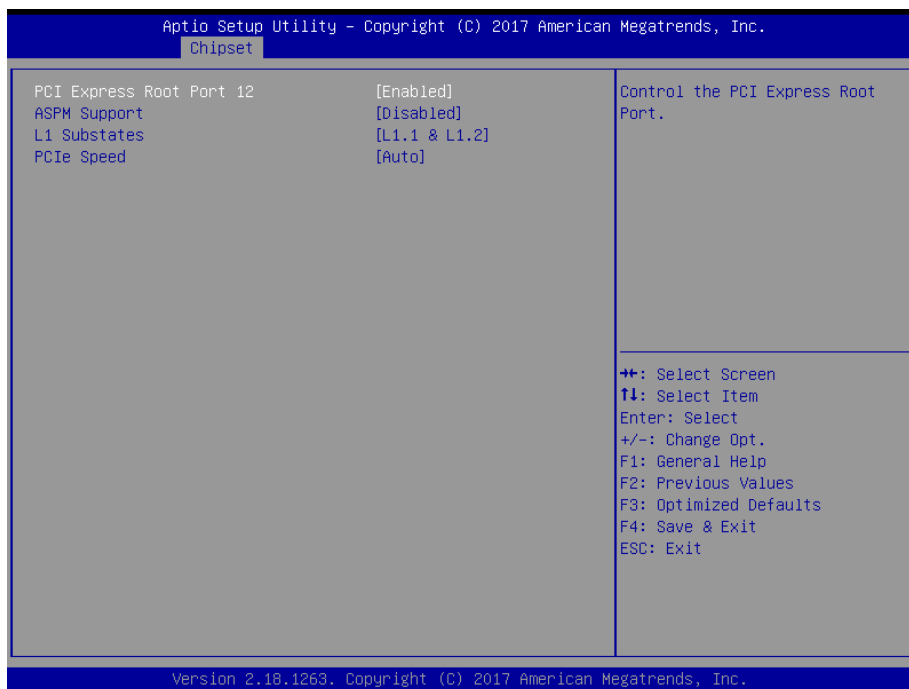 Aptio Setup Utility – Copyright (C) 2017 American Megatrends, Inc.
Chipset
PCI Express Root Port 12 [Enabled]
ASPM Support [Disabled]
L1 Substates [L1.1 & L1.2]
PCIe Speed [Auto]
Control the PCI Express Root
Port.
→←: Select Screen
↑↓: Select Item
Enter: Select
+/-: Change Opt.
F1: General Help
F2: Previous Values
F3: Optimized Defaults
F4: Save & Exit
ESC: Exit
Version 2.18.1263. Copyright (C) 2017 American Megatrends, Inc.